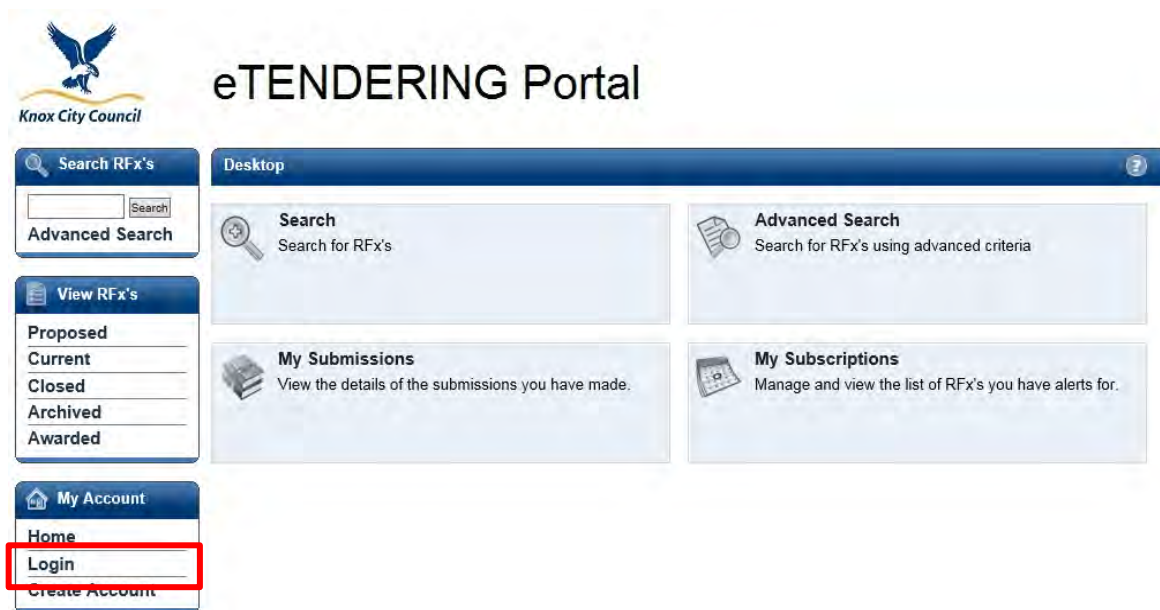 Knox City Council
eTENDERING Portal
Search RFx's
Search
Advanced Search
View RFx's
Proposed
Current
Closed
Archived
Awarded
My Account
Home
Login
Create Account
Desktop
?
Search
Search for RFx's
Advanced Search
Search for RFx's using advanced criteria
My Submissions
View the details of the submissions you have made.
My Subscriptions
Manage and view the list of RFx's you have alerts for.